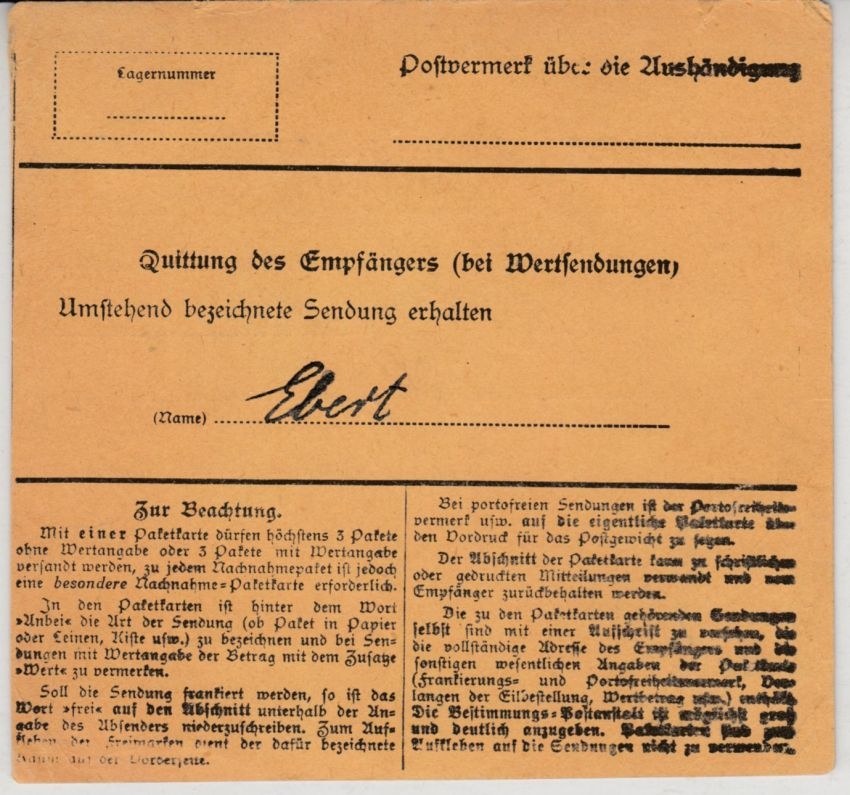 Lagernummer
Postvermerk über die Aushändigung
Quittung des Empfängers (bei Wertsendungen)
Umstehend bezeichnete Sendung erhalten
(Name) Ebert
Zur Beachtung.
Mit einer Paketkarte dürfen höchstens 3 Pakete
ohne Wertangabe oder 3 Pakete mit Wertangabe
versandt werden, zu jedem Nachnahmepaket ist jedoch
eine besondere Nachnahme=Paketkarte erforderlich.
In den Paketkarten ist hinter dem Wort
»Anbei« die Art der Sendung (ob Paket in Papier
oder Leinen, Kiste usw.) zu bezeichnen und bei Sen=
dungen mit Wertangabe der Betrag mit dem Zusatze
»Wert« zu vermerken.
Soll die Sendung frankiert werden, so ist das
Wort »frei« auf den Abschnitt unterhalb der An=
gabe des Absenders niederzuschreiben. Zum Auf=
kleben der Freimarken dient der dafür bezeichnete
Raum auf der Vorderseite.
Bei portofreien Sendungen ist der Portofreiheits=
vermerk usw. auf die eigentliche Paketkarte über
den Vordruck für das Postgewicht zu setzen.
Der Abschnitt der Paketkarte kann zu schriftlichen
oder gedruckten Mitteilungen verwandt und vom
Empfänger zurückbehalten werden.
Die zu den Paketkarten gehörenden Sendungen
selbst sind mit einer Aufschrift zu versehen, die
die vollständige Adresse des Empfängers und die
sonstigen wesentlichen Angaben der Paketkarte
(Frankierungs= und Portofreiheitsvermerk, Ver=
langen der Eilbestellung, Wertbetrag usw.) enthält.
Die Bestimmungs=Postanstalt ist möglichst groß
und deutlich anzugeben. Paketkarten sind zum
Aufkleben auf die Sendungen nicht zu verwenden.